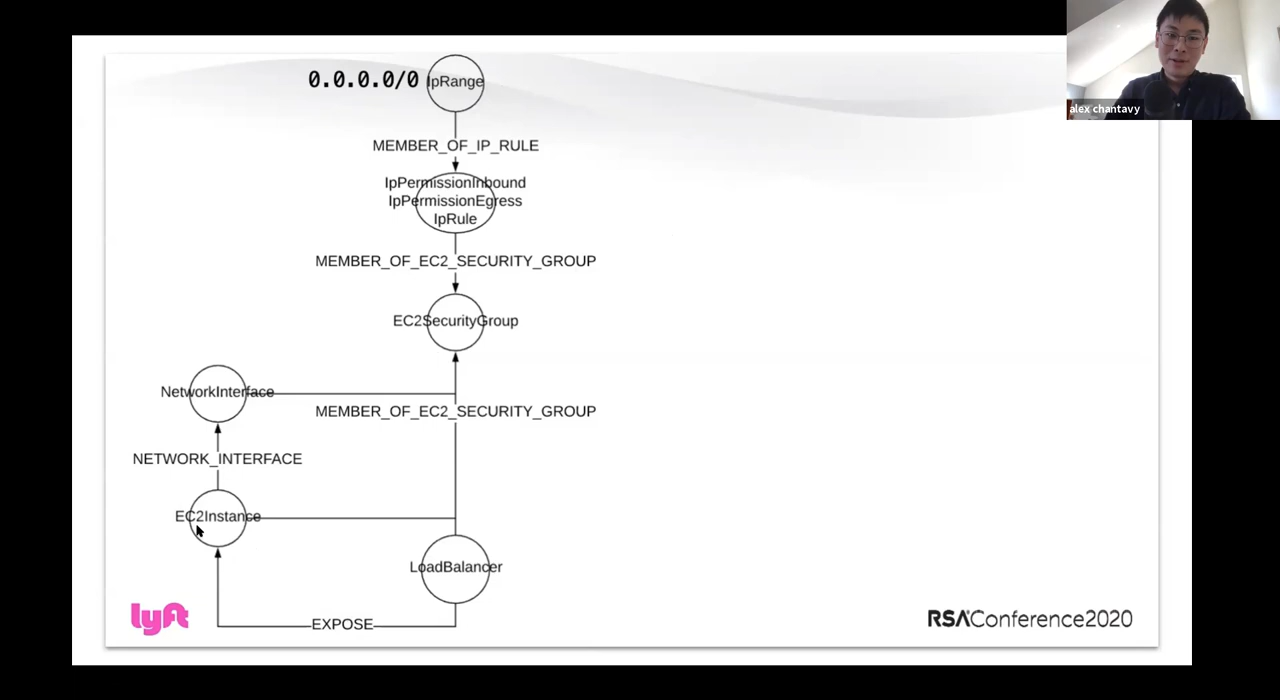 0.0.0.0/0 IpRange
alex chantavy
MEMBER_OF_IP_RULE
IpPermissionInbound
IpPermissionEgress
IpRule
MEMBER_OF_EC2_SECURITY_GROUP
EC2SecurityGroup
NetworkInterface
MEMBER_OF_EC2_SECURITY_GROUP
NETWORK_INTERFACE
EC2Instance
LoadBalancer
EXPOSE
lyft
RSAConference2020